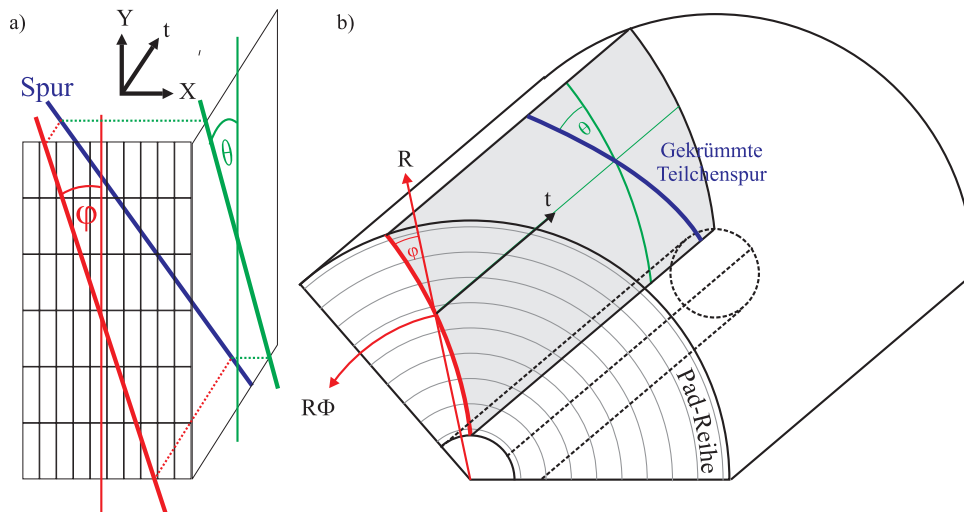 a)
Y
t
X
Spur
φ
θ
b)
R
t
φ
θ
Gekrümmte
Teilchenspur
RΦ
Pad-Reihe